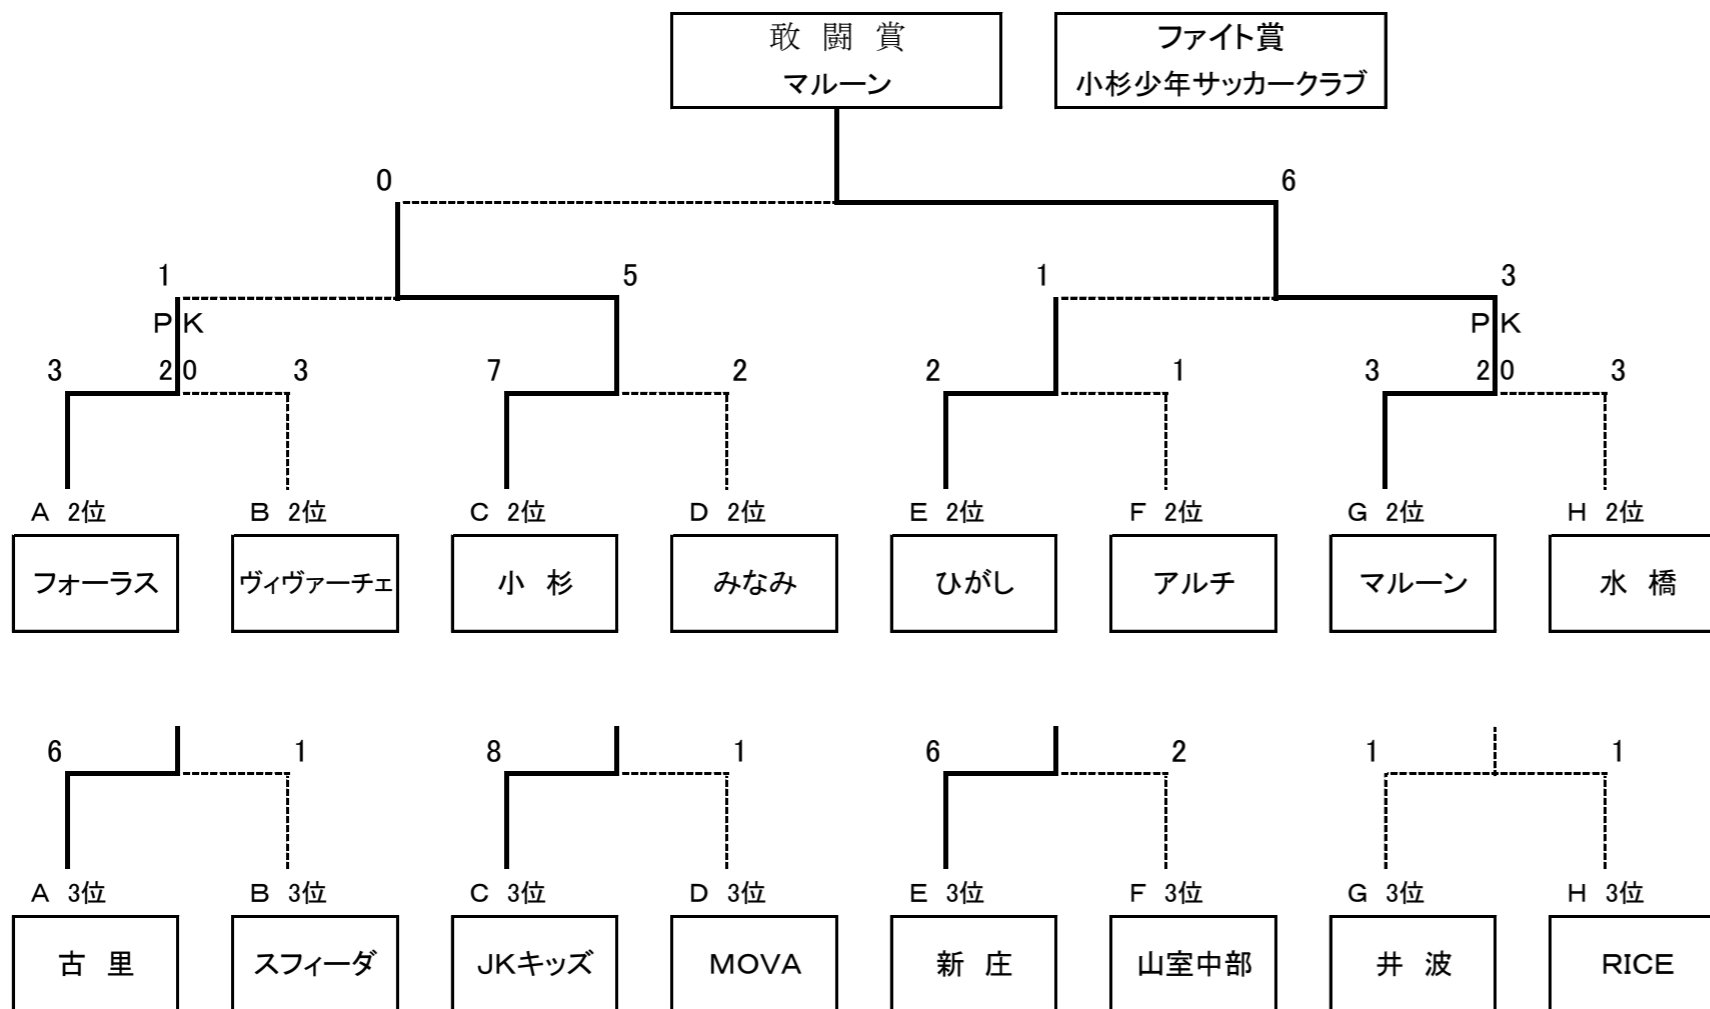 敢 闘 賞
マルーン
ファイト賞
小杉少年サッカークラブ
0 6
1 5 1 3
PK PK
3 2 0 3 7 2 2 1 3 2 0 3
A 2位 B 2位 C 2位 D 2位 E 2位 F 2位 G 2位 H 2位
フォーラス ヴィヴァーチェ 小 杉 みなみ ひがし アルチ マルーン 水 橋
6 1 8 1 6 2 1 1
A 3位 B 3位 C 3位 D 3位 E 3位 F 3位 G 3位 H 3位
古 里 スフィーダ JKキッズ MOVA 新 庄 山室中部 井 波 RICE